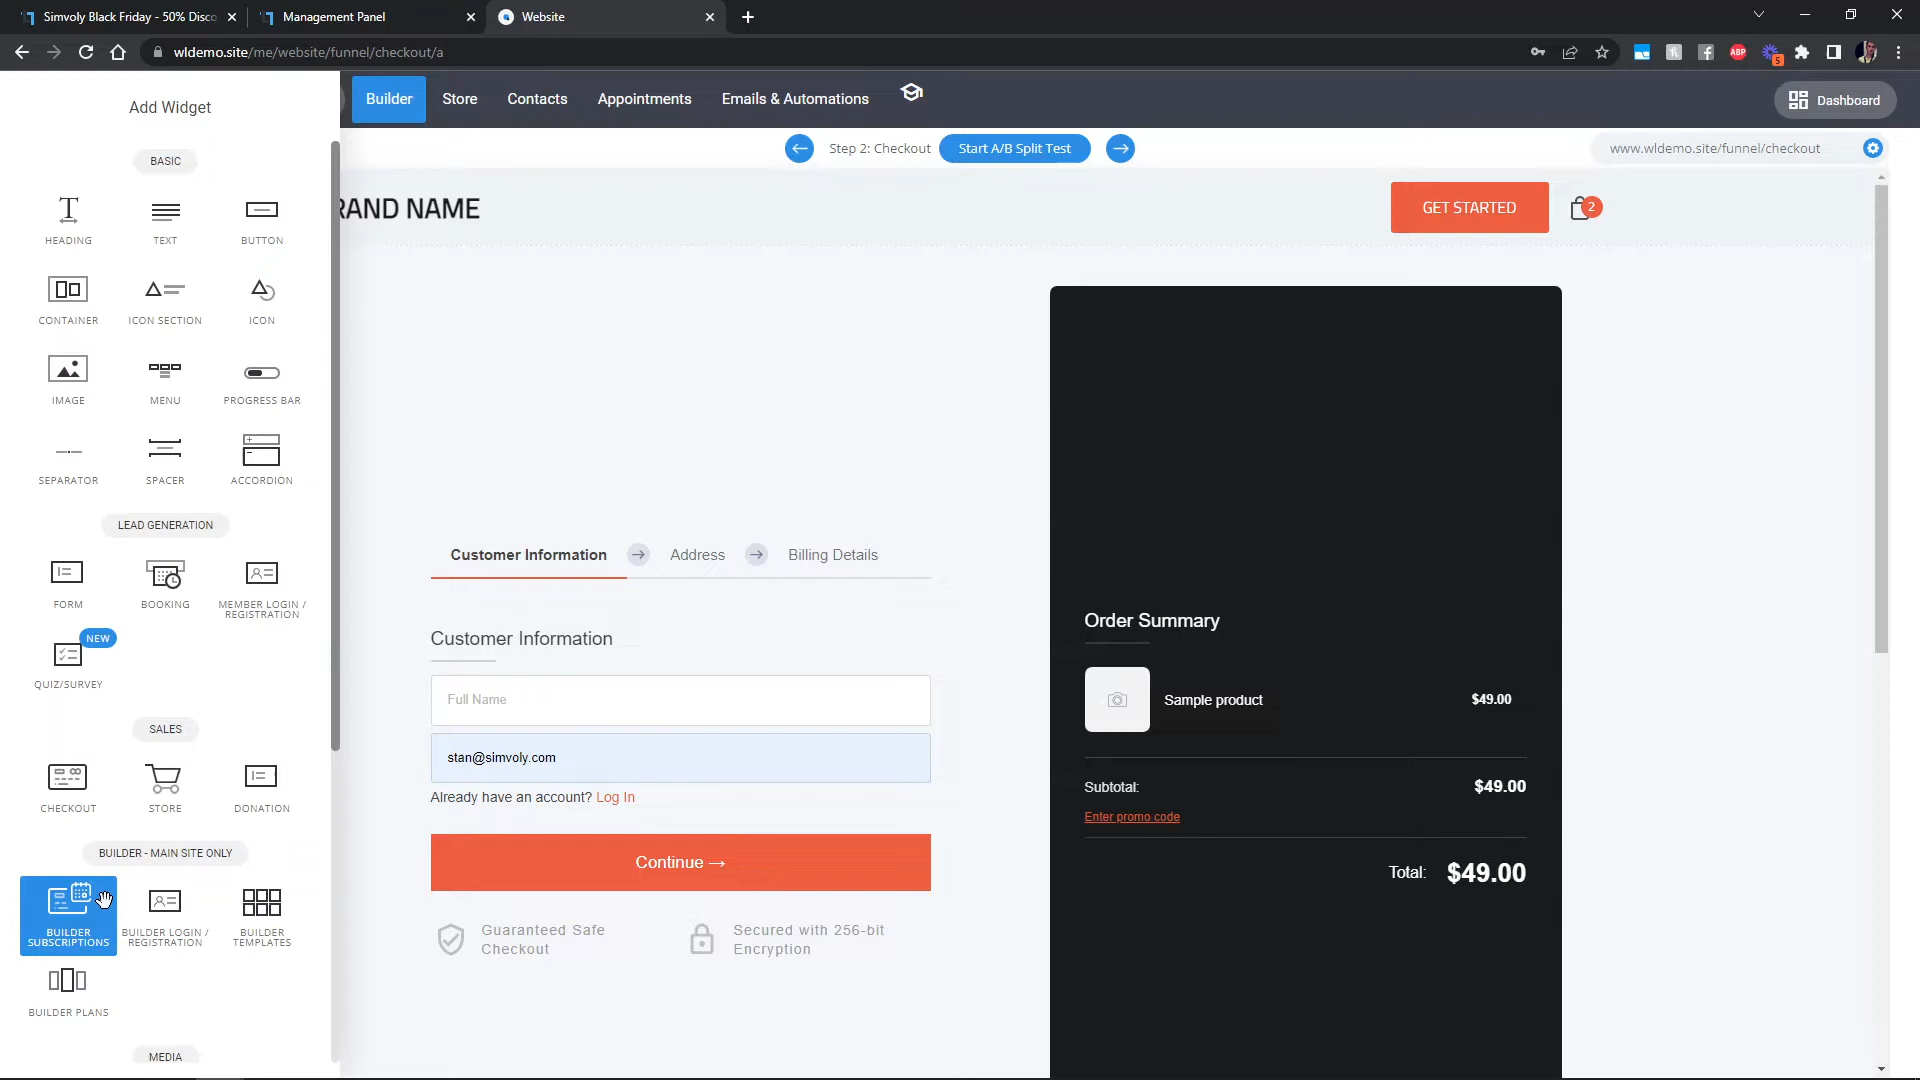 Simvoly Black Friday - 50% Disco
Management Panel
Website
wldemo.site/me/website/funnel/checkout/a
ABP
5
Add Widget
Builder
Store
Contacts
Appointments
Emails & Automations
Dashboard
Step 2: Checkout
Start A/B Split Test
www.wldemo.site/funnel/checkout
RAND NAME
GET STARTED
2
BASIC
HEADING
TEXT
BUTTON
CONTAINER
ICON SECTION
ICON
IMAGE
MENU
PROGRESS BAR
SEPARATOR
SPACER
ACCORDION
LEAD GENERATION
FORM
BOOKING
MEMBER LOGIN /
REGISTRATION
NEW
QUIZ/SURVEY
SALES
CHECKOUT
STORE
DONATION
BUILDER - MAIN SITE ONLY
BUILDER
SUBSCRIPTIONS
BUILDER LOGIN /
REGISTRATION
BUILDER
TEMPLATES
BUILDER PLANS
MEDIA
Customer Information → Address → Billing Details
Customer Information
Full Name
stan@simvoly.com
Already have an account? Log In
Continue →
Guaranteed Safe
Checkout
Secured with 256-bit
Encryption
Order Summary
Sample product $49.00
Subtotal: $49.00
Enter promo code
Total: $49.00